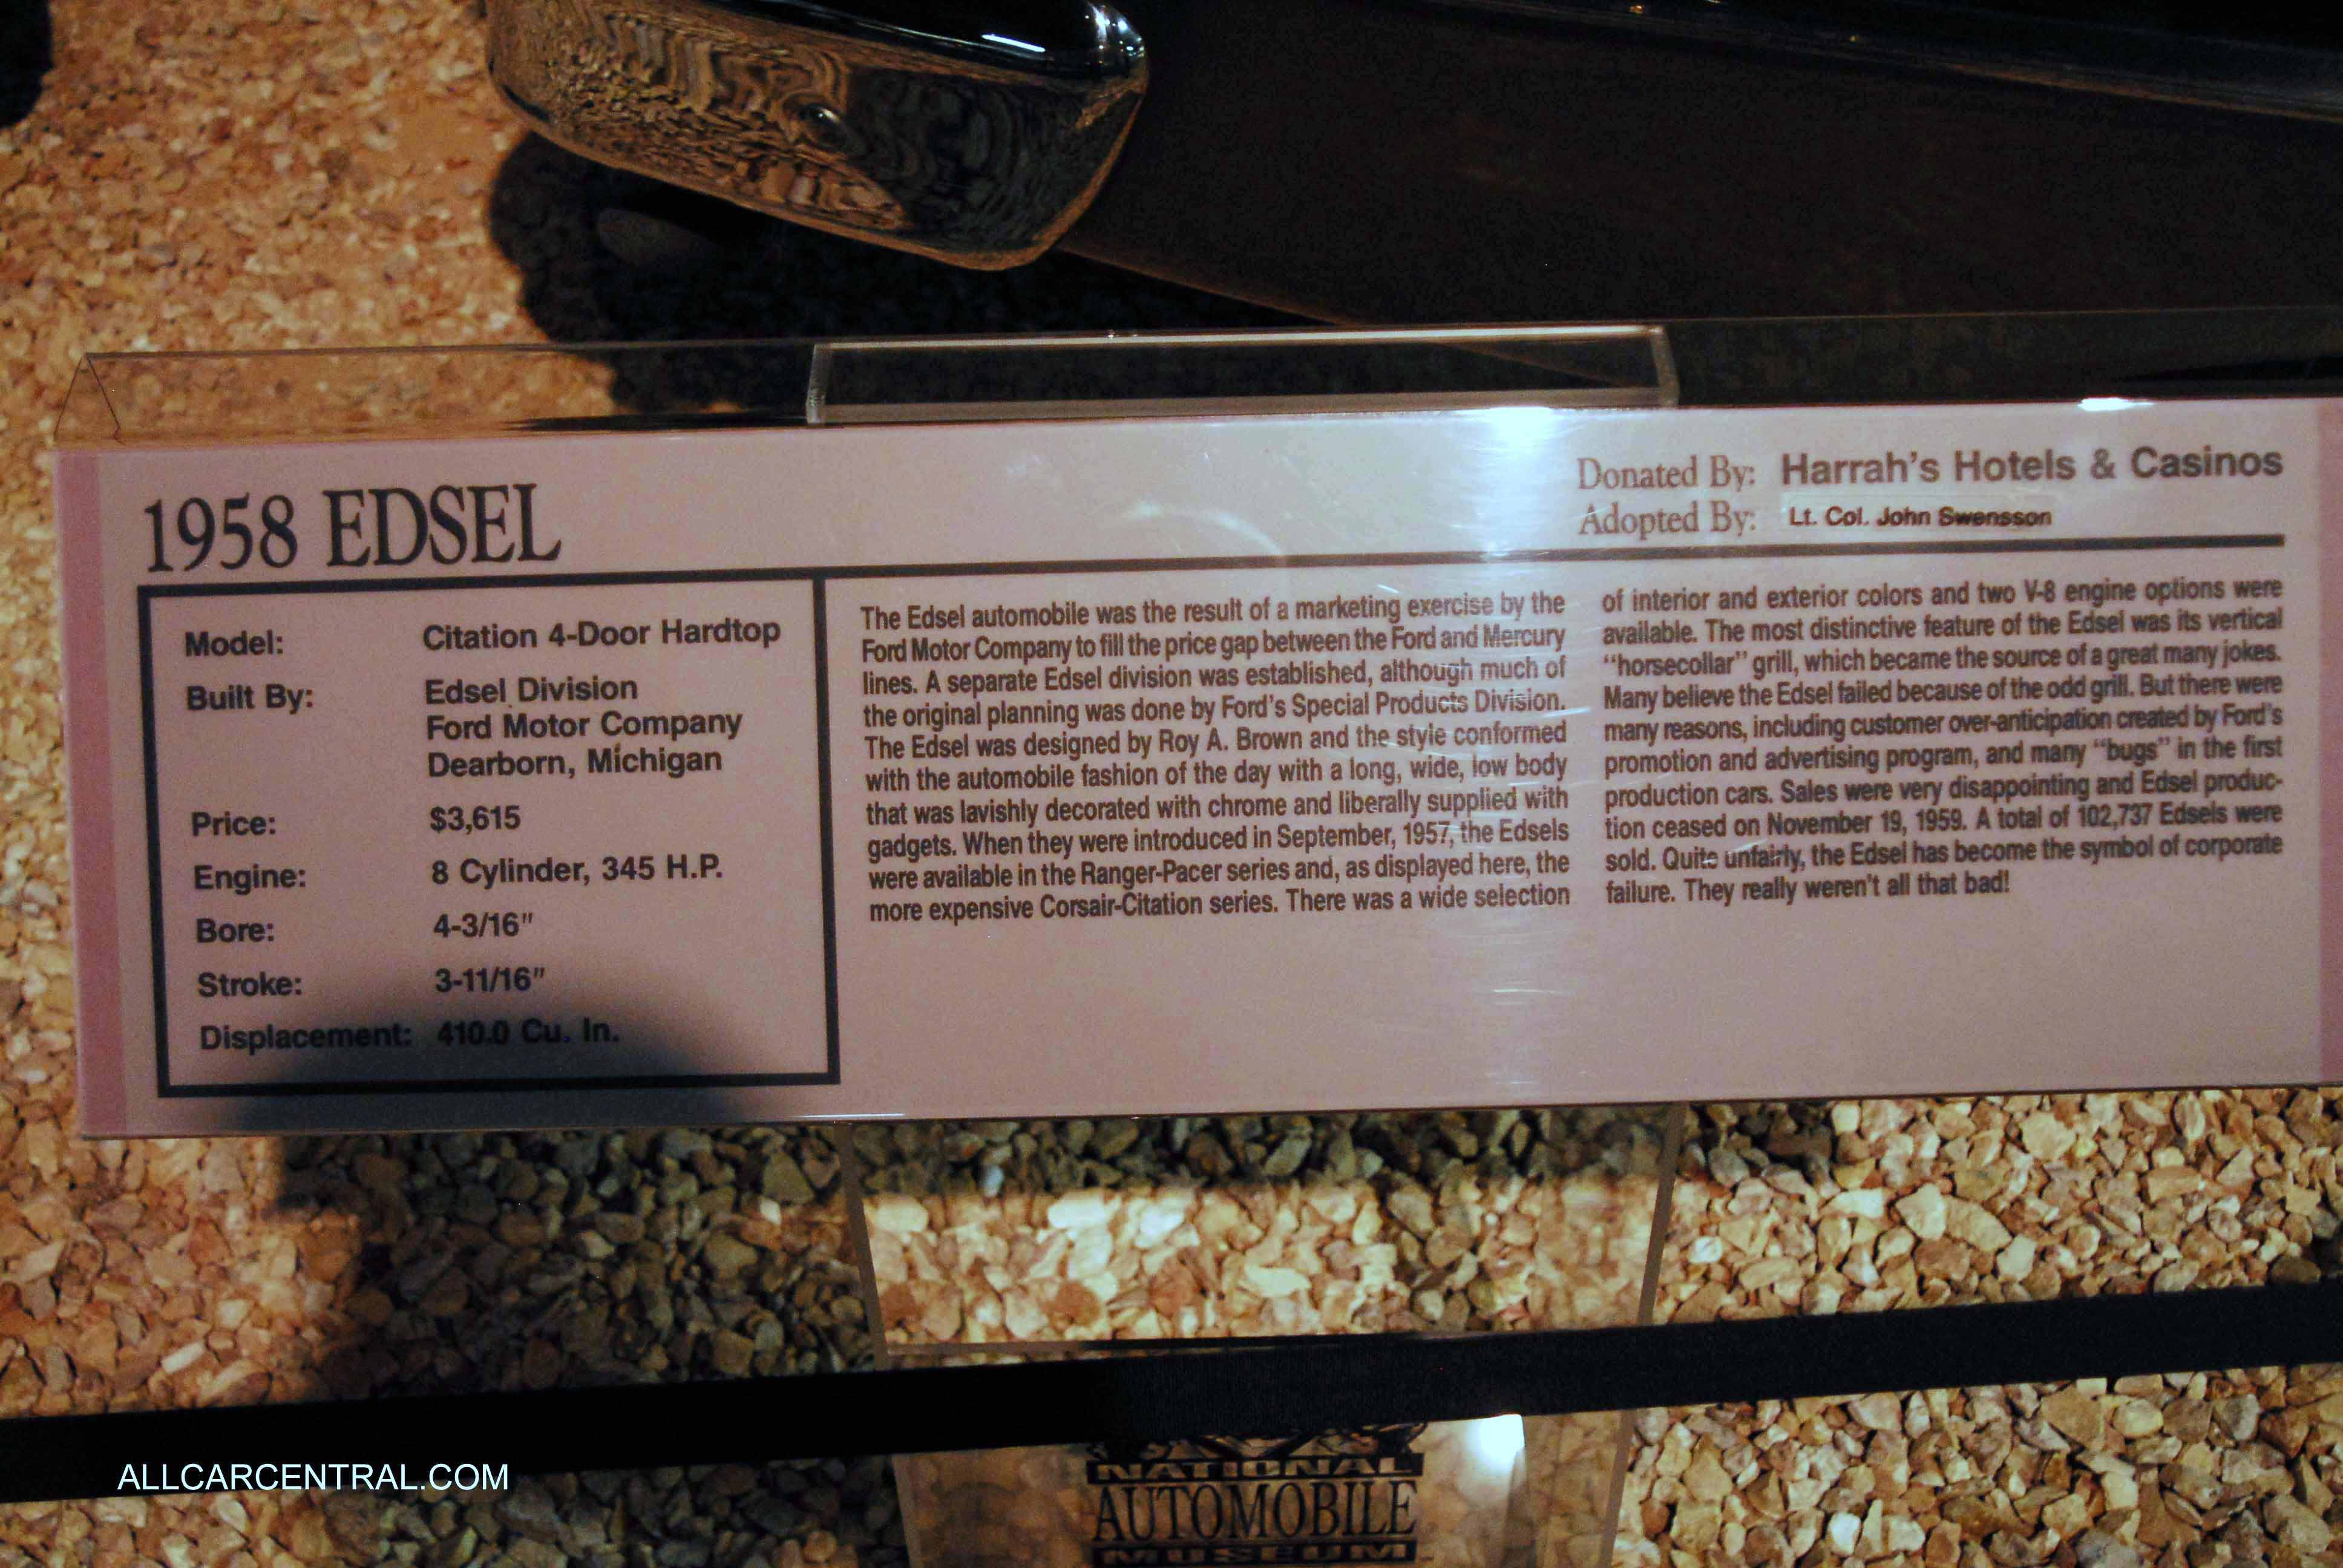 1958 EDSEL
Donated By: Harrah's Hotels & Casinos
Adopted By: Lt. Col. John Swensson
Model: Citation 4-Door Hardtop
Built By: Edsel Division
Ford Motor Company
Dearborn, Michigan
Price: $3,615
Engine: 8 Cylinder, 345 H.P.
Bore: 4-3/16"
Stroke: 3-11/16"
Displacement: 410.0 Cu. In.
The Edsel automobile was the result of a marketing exercise by the
Ford Motor Company to fill the price gap between the Ford and Mercury
lines. A separate Edsel division was established, although much of
the original planning was done by Ford's Special Products Division.
The Edsel was designed by Roy A. Brown and the style conformed
with the automobile fashion of the day with a long, wide, low body
that was lavishly decorated with chrome and liberally supplied with
gadgets. When they were introduced in September, 1957, the Edsels
were available in the Ranger-Pacer series and, as displayed here, the
more expensive Corsair-Citation series. There was a wide selection
of interior and exterior colors and two V-8 engine options were
available. The most distinctive feature of the Edsel was its vertical
"horsecollar" grill, which became the source of a great many jokes.
Many believe the Edsel failed because of the odd grill. But there were
many reasons, including customer over-anticipation created by Ford's
promotion and advertising program, and many "bugs" in the first
production cars. Sales were very disappointing and Edsel produc-
tion ceased on November 19, 1959. A total of 102,737 Edsels were
sold. Quite unfairly, the Edsel has become the symbol of corporate
failure. They really weren't all that bad!
ALLCARCENTRAL.COM
NATIONAL
AUTOMOBILE
MUSEUM